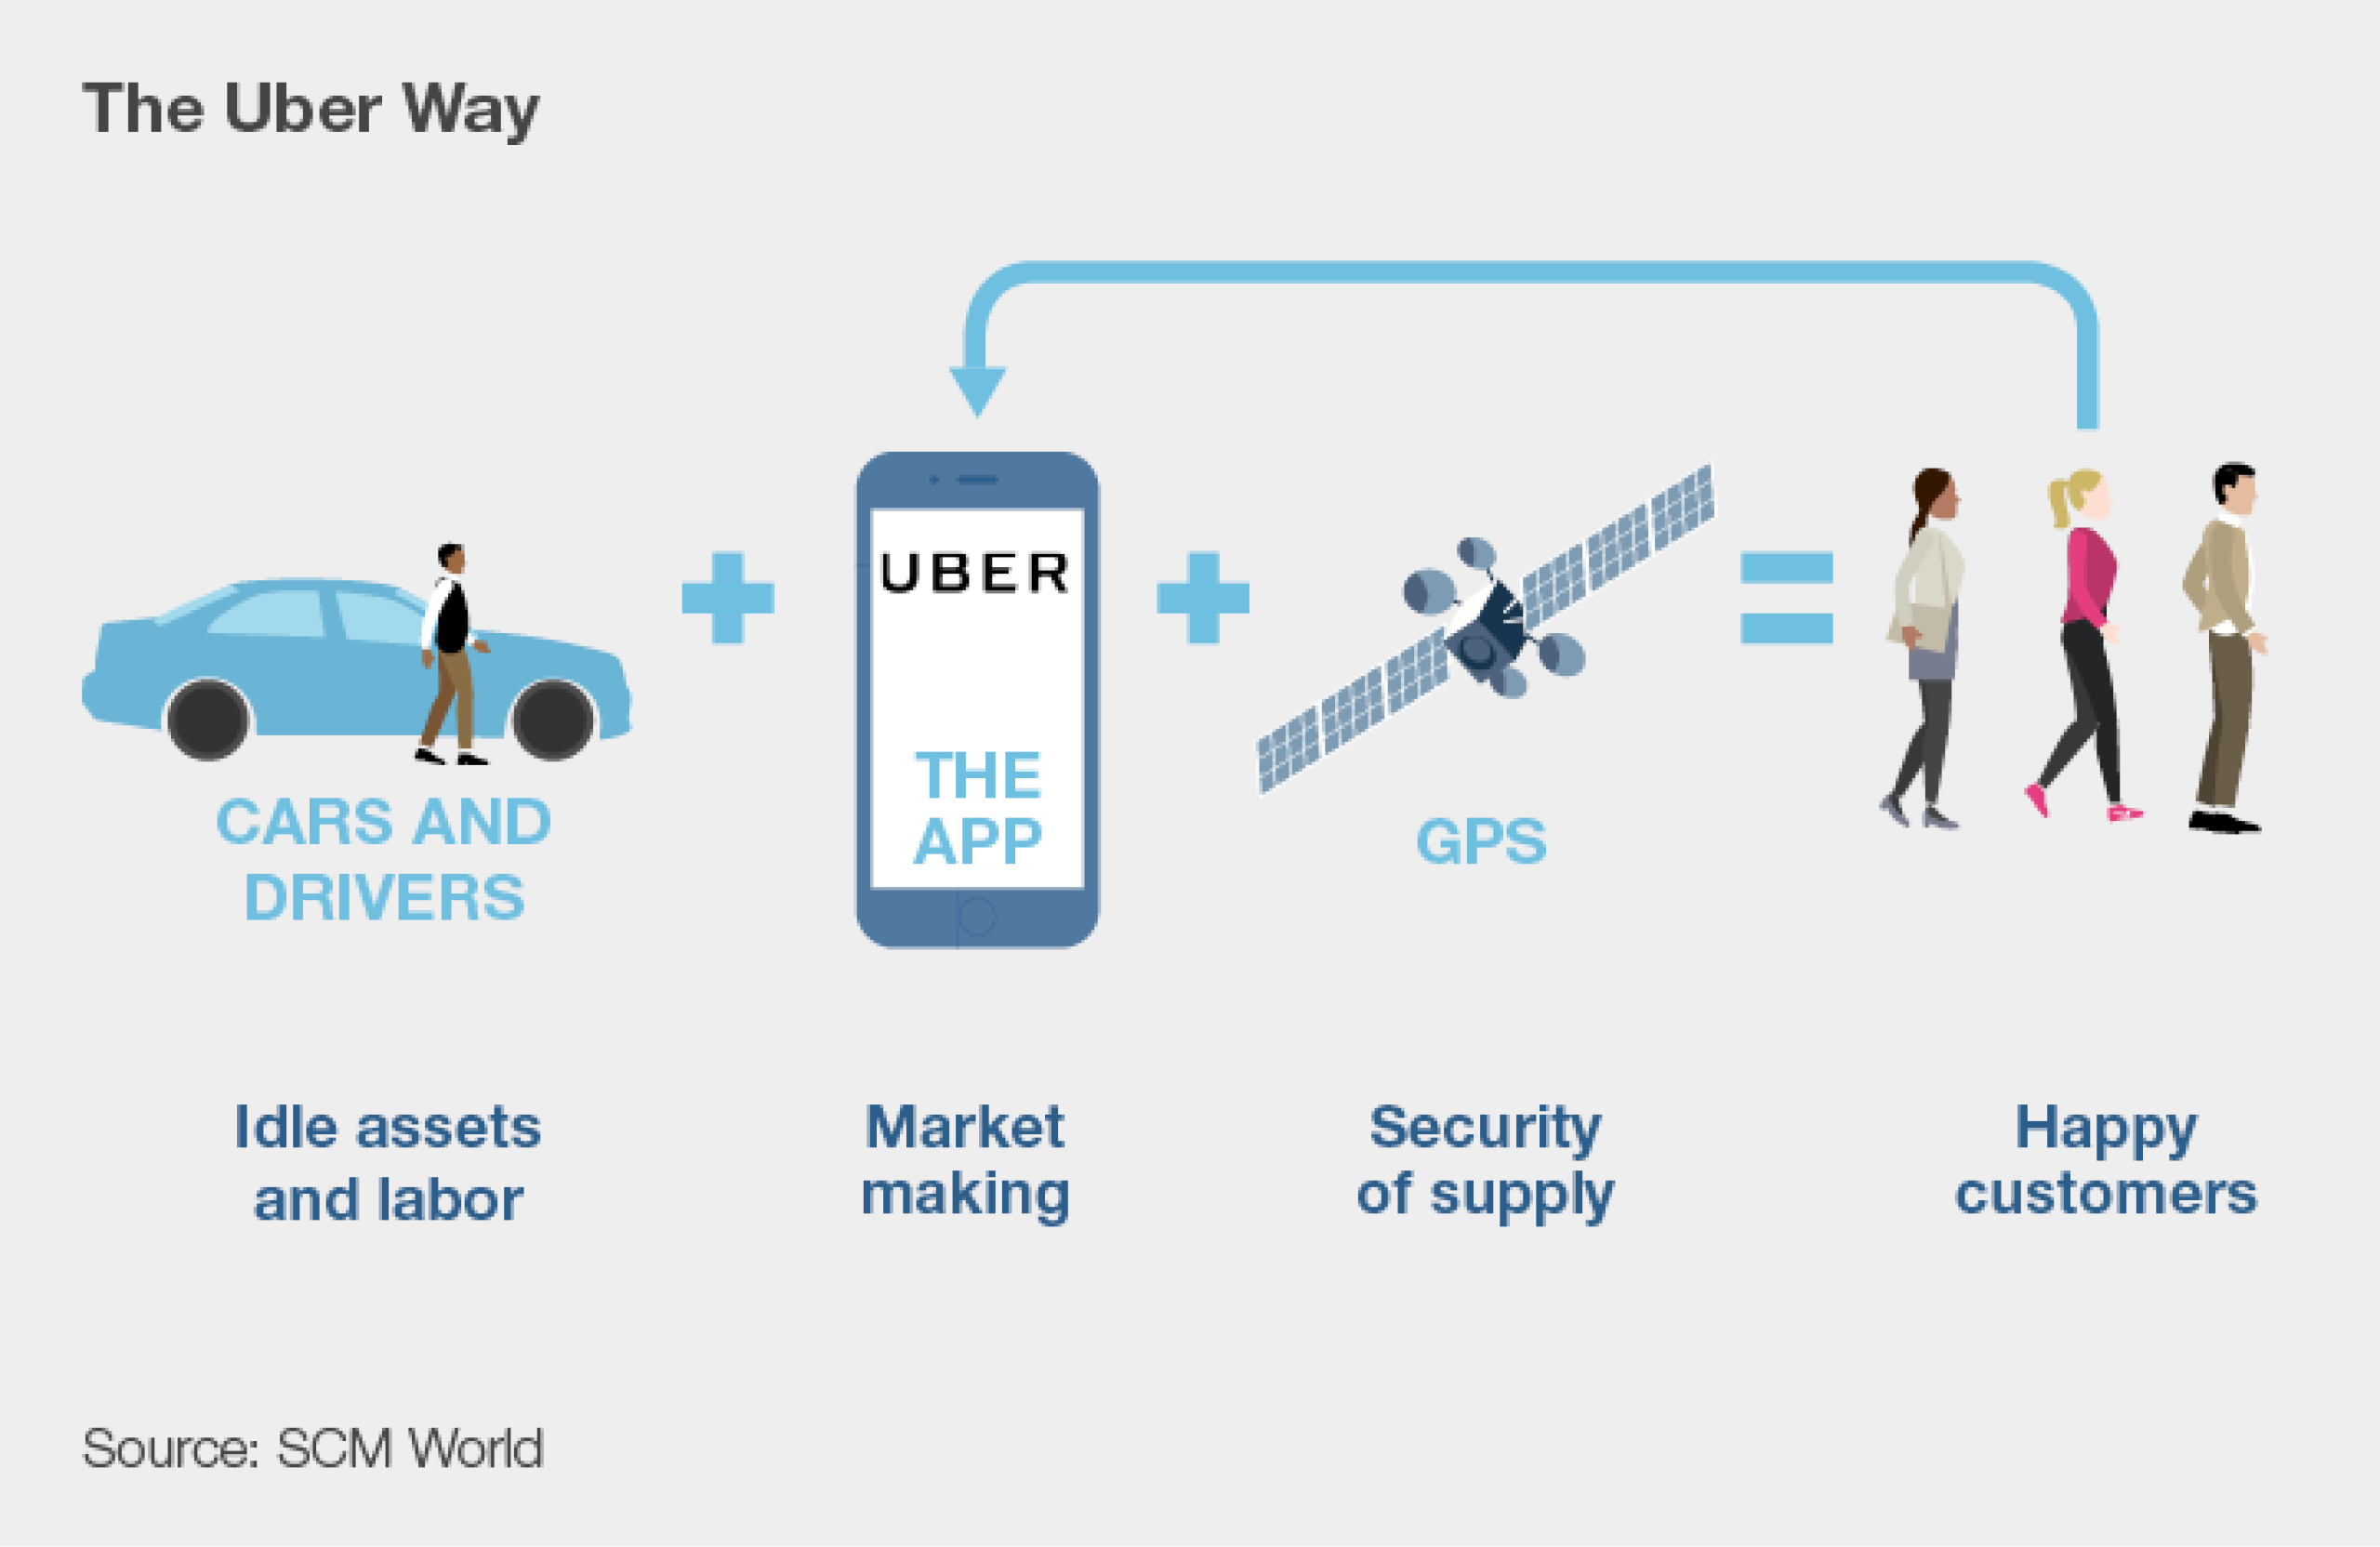 The Uber Way
UBER
THE
APP
CARS AND
DRIVERS
GPS
Idle assets
and labor
Market
making
Security
of supply
Happy
customers
Source: SCM World